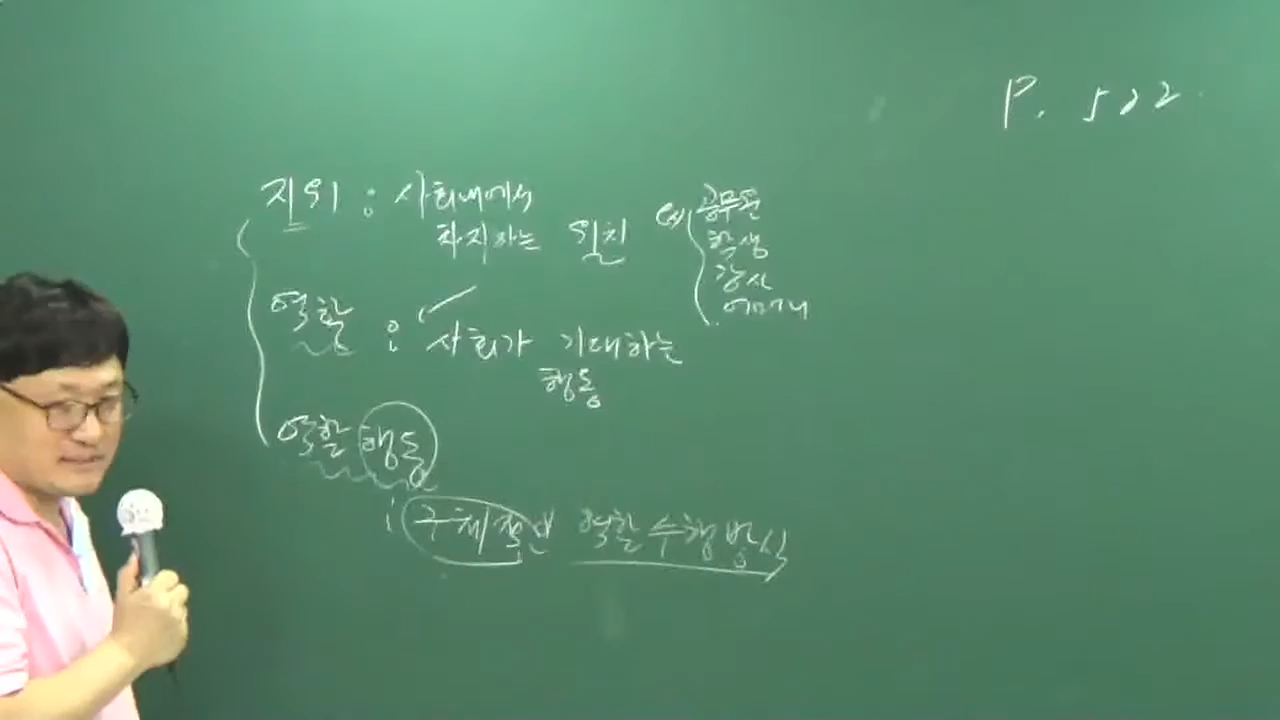 P. 522
지위 : 사회내에서
차지하는 위치
예) 공무원
학생
강사
어머니
역할 : 사회가 기대하는
행동
역할 행동
: 구체적인 역할 수행 방식